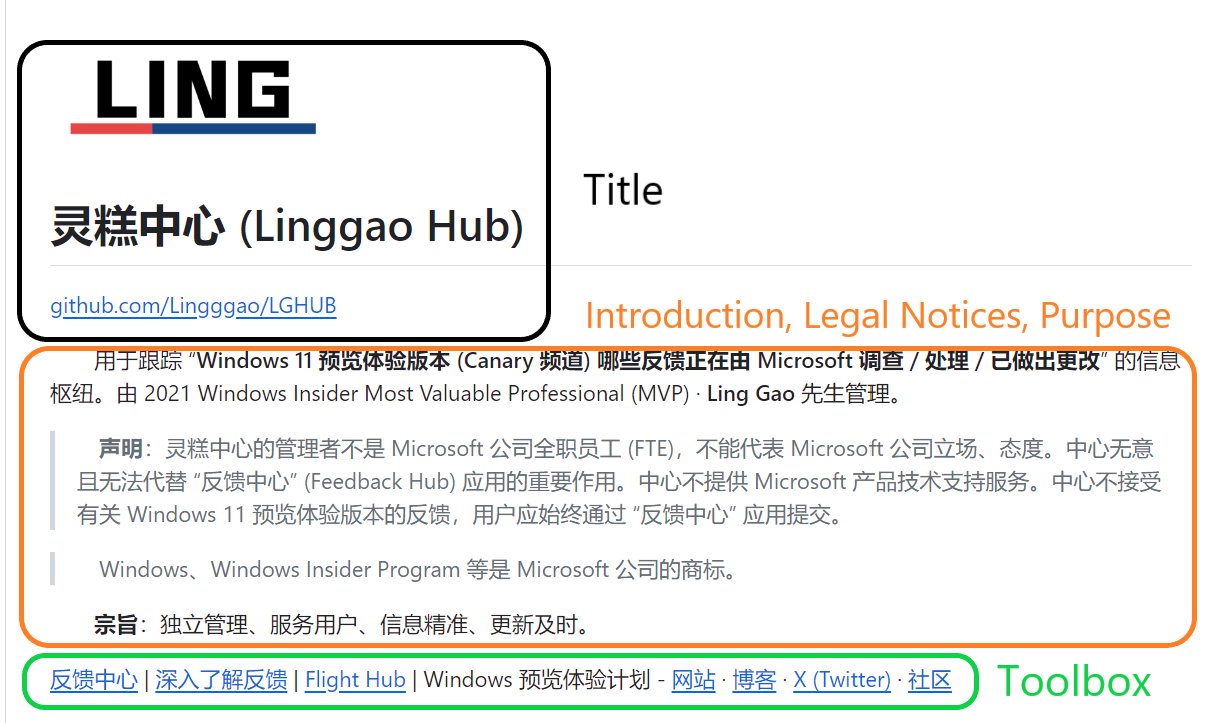 LING
Title
灵糕中心 (Linggao Hub)
github.com/Lingggao/LGHUB
Introduction, Legal Notices, Purpose
用于跟踪 “Windows 11 预览体验版本 (Canary 频道) 哪些反馈正在由 Microsoft 调查 / 处理 / 已做出更改” 的信息
枢纽。由 2021 Windows Insider Most Valuable Professional (MVP) · Ling Gao 先生管理。
声明：灵糕中心的管理者不是 Microsoft 公司全职员工 (FTE)，不能代表 Microsoft 公司立场、态度。中心无意
且无法代替 “反馈中心” (Feedback Hub) 应用的重要作用。中心不提供 Microsoft 产品技术支持服务。中心不接受
有关 Windows 11 预览体验版本的反馈，用户应始终通过 “反馈中心” 应用提交。
Windows、Windows Insider Program 等是 Microsoft 公司的商标。
宗旨：独立管理、服务用户、信息精准、更新及时。
反馈中心 | 深入了解反馈 | Flight Hub | Windows 预览体验计划 - 网站 · 博客 · X (Twitter) · 社区
Toolbox